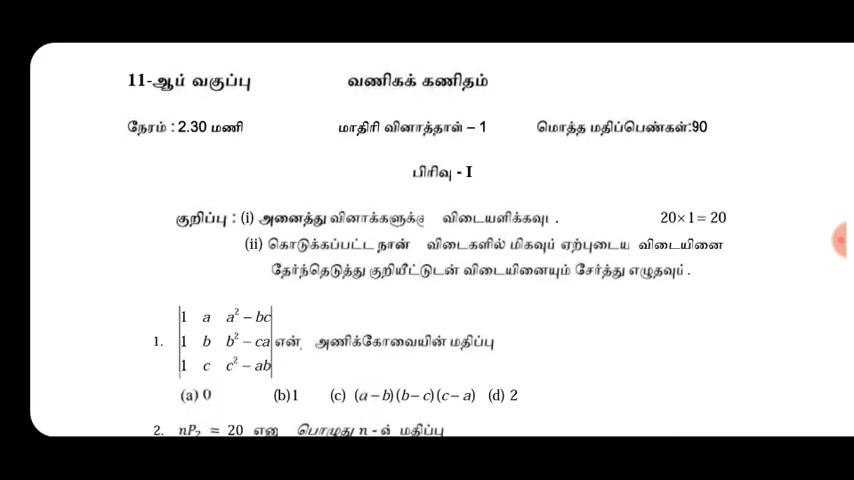 11-ஆம் வகுப்பு வணிகக் கணிதம்
நேரம் : 2.30 மணி மாதிரி வினாத்தாள் – 1 மொத்த மதிப்பெண்கள்:90
பிரிவு - I
குறிப்பு : (i) அனைத்து வினாக்களுக்கு விடையளிக்கவு . 20×1 = 20
(ii) கொடுக்கப்பட்ட நான் விடைகளில் மிகவும் ஏற்புடைய விடையினை
தேர்ந்தெடுத்து குறியீட்டுடன் விடையினையும் சேர்த்து எழுதவும் .
1 a a² – bc
1. 1 b b² – ca என் அணிக்கோவையின் மதிப்பு
1 c c² – ab
(a) 0 (b)1 (c) (a – b)(b – c)(c – a) (d) 2
2. nP₂ = 20 எனு பொழுது n - ன் மதிப்பு